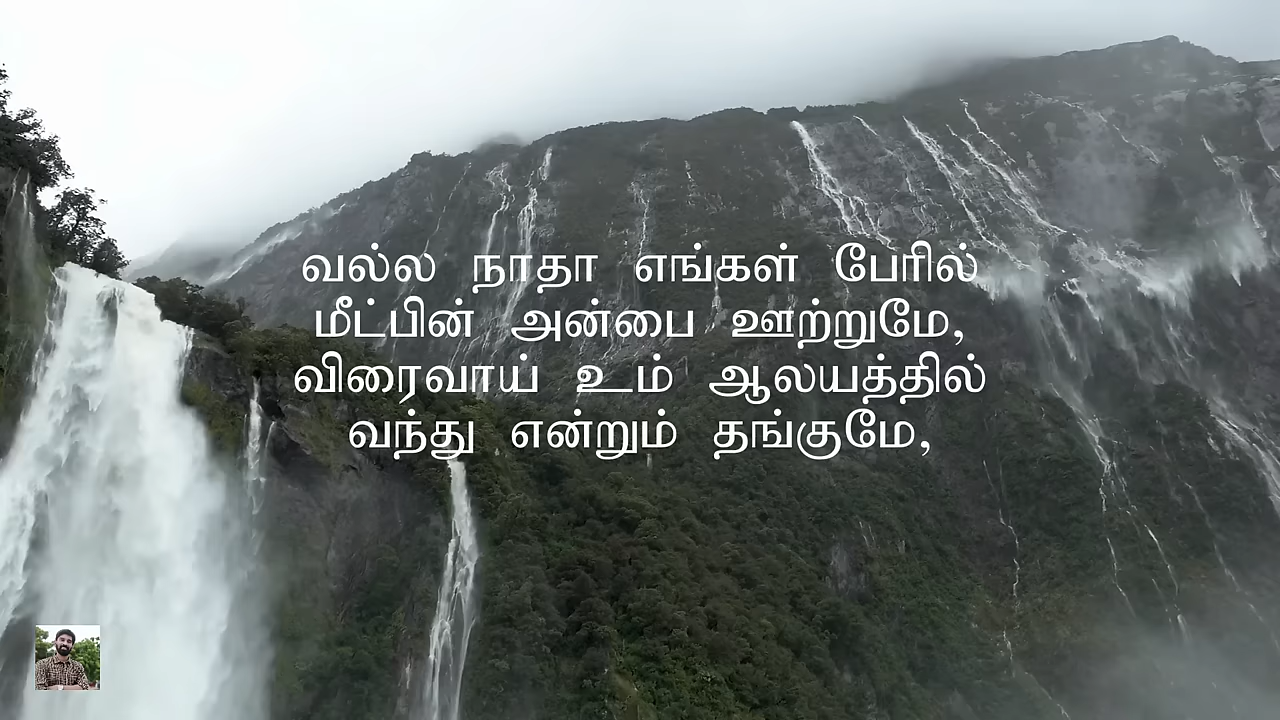 வல்ல நாதா எங்கள் பேரில்
மீட்பின் அன்பை ஊற்றுமே,
விரைவாய் உம் ஆலயத்தில்
வந்து என்றும் தங்குமே,